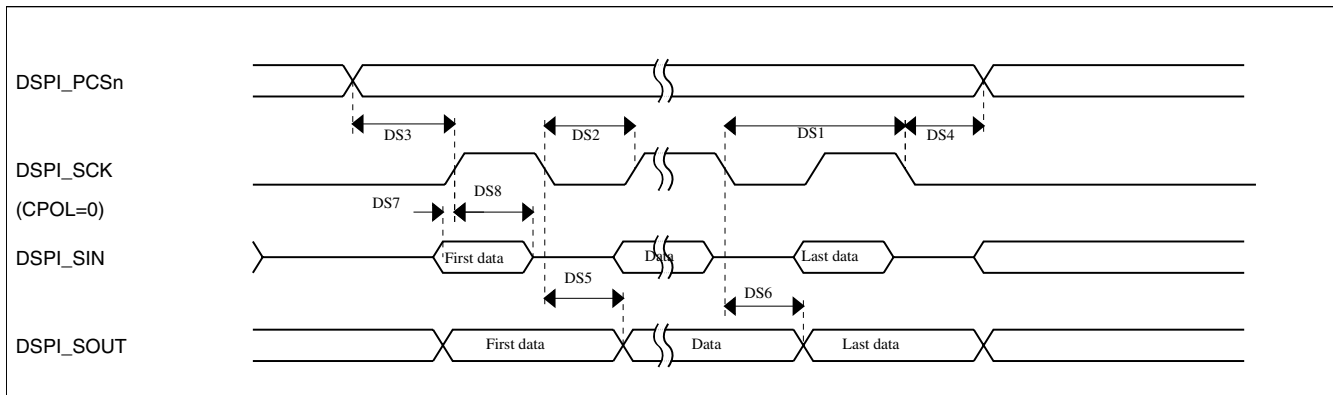 DSPI_PCSn
DS3
DS2
DS1
DS4
DSPI_SCK
(CPOL=0)
DS7
DS8
DSPI_SIN
First data
Data
Last data
DS5
DS6
DSPI_SOUT
First data
Data
Last data